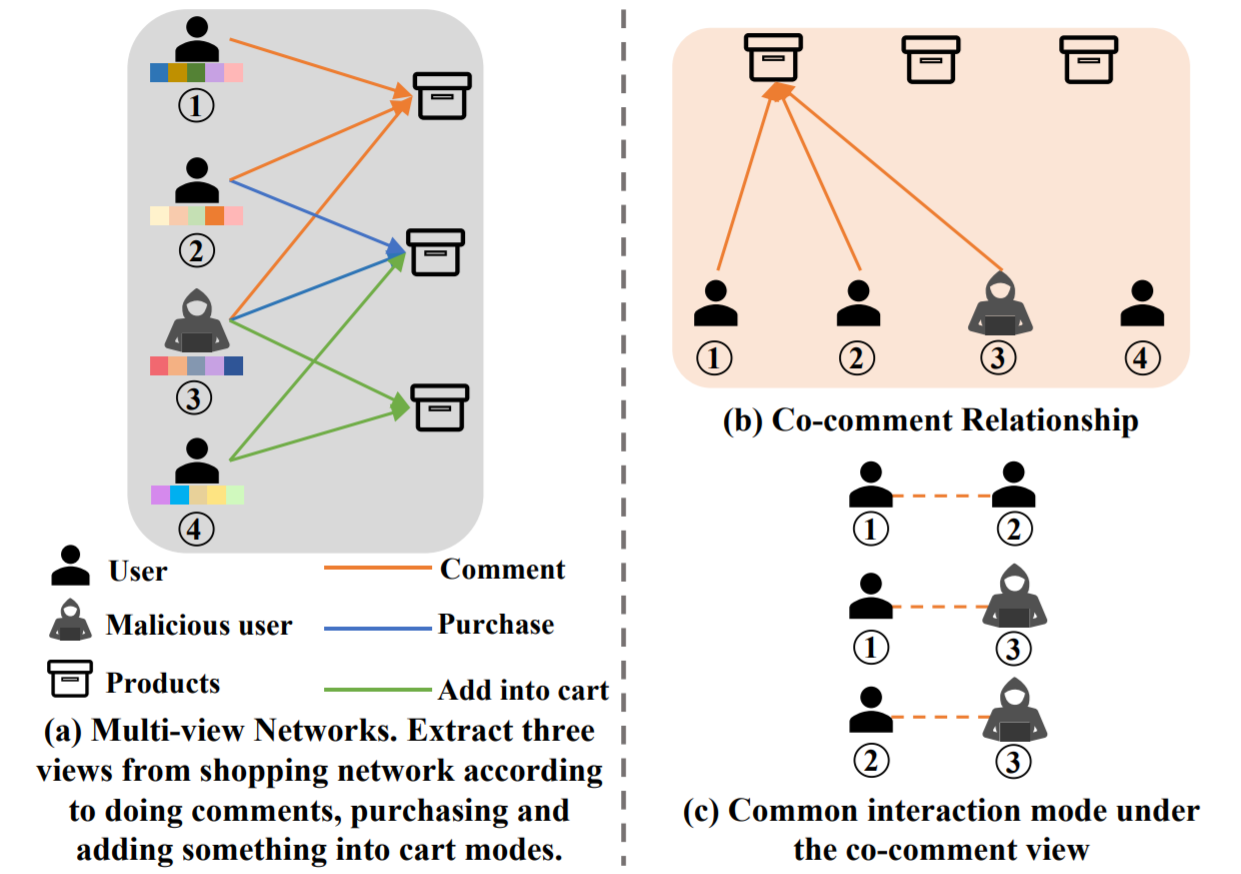 ①
②
③
④
User
Comment
Malicious user
Purchase
Products
Add into cart
(a) Multi-view Networks. Extract three
views from shopping network according
to doing comments, purchasing and
adding something into cart modes.
① ② ③ ④
(b) Co-comment Relationship
① ②
① ③
② ③
(c) Common interaction mode under
the co-comment view